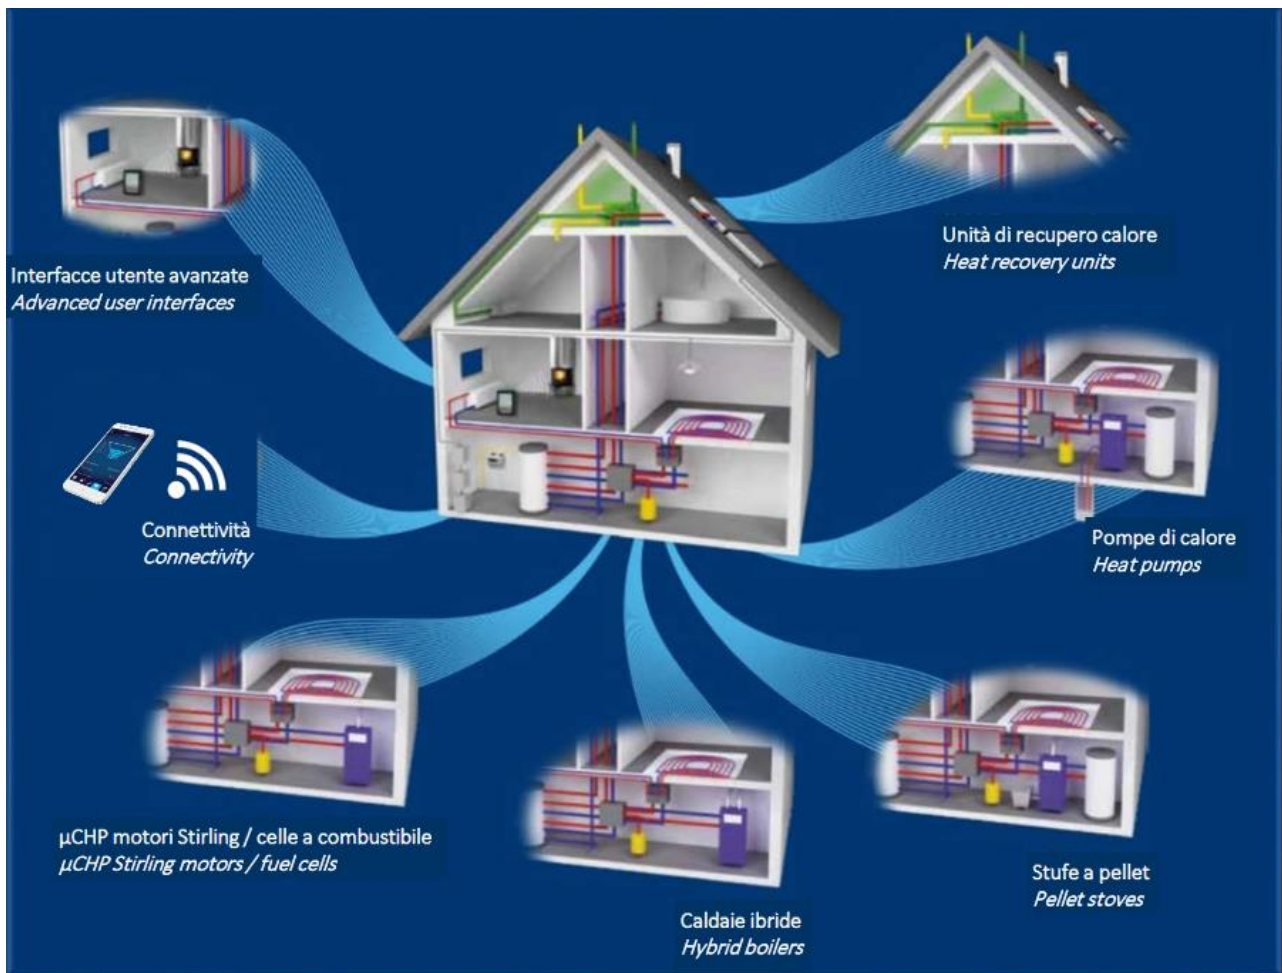 Unità di recupero calore
Heat recovery units
Interfacce utente avanzate
Advanced user interfaces
Connettività
Connectivity
Pompe di calore
Heat pumps
µCHP motori Stirling / celle a combustibile
µCHP Stirling motors / fuel cells
Stufe a pellet
Pellet stoves
Caldaie ibride
Hybrid boilers